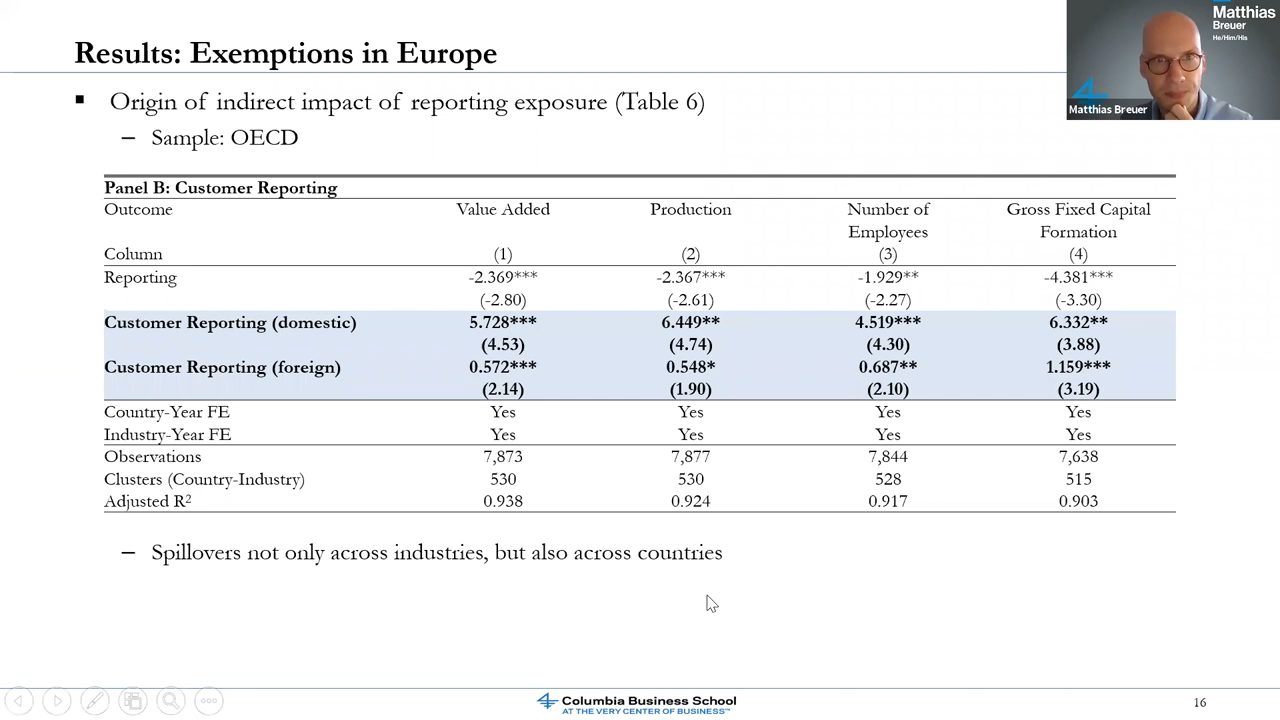 Results: Exemptions in Europe
Matthias
Breuer
He/Him/His
Matthias Breuer
▪ Origin of indirect impact of reporting exposure (Table 6)
– Sample: OECD
Panel B: Customer Reporting
Outcome Value Added Production Number of Employees Gross Fixed Capital Formation
Column (1) (2) (3) (4)
Reporting -2.369*** -2.367*** -1.929** -4.381***
(-2.80) (-2.61) (-2.27) (-3.30)
Customer Reporting (domestic) 5.728*** 6.449** 4.519*** 6.332**
(4.53) (4.74) (4.30) (3.88)
Customer Reporting (foreign) 0.572*** 0.548* 0.687** 1.159***
(2.14) (1.90) (2.10) (3.19)
Country-Year FE Yes Yes Yes Yes
Industry-Year FE Yes Yes Yes Yes
Observations 7,873 7,877 7,844 7,638
Clusters (Country-Industry) 530 530 528 515
Adjusted R² 0.938 0.924 0.917 0.903
– Spillovers not only across industries, but also across countries
Columbia Business School
AT THE VERY CENTER OF BUSINESS™
16